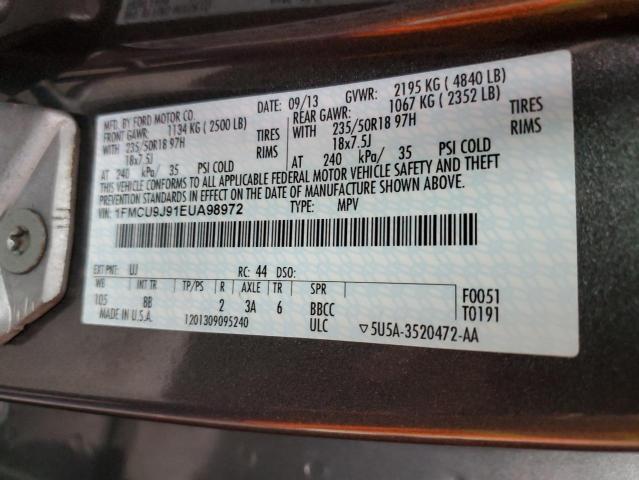 MFD. BY FORD MOTOR CO.
DATE: 09/13 GVWR: 2195 KG ( 4840 LB)
FRONT GAWR: 1134 KG ( 2500 LB) REAR GAWR: 1067 KG ( 2352 LB)
WITH 235/50R18 97H TIRES WITH 235/50R18 97H TIRES
18x7.5J RIMS 18x7.5J RIMS
AT 240 kPa/ 35 PSI COLD AT 240 kPa/ 35 PSI COLD
THIS VEHICLE CONFORMS TO ALL APPLICABLE FEDERAL MOTOR VEHICLE SAFETY AND THEFT
PREVENTION STANDARDS IN EFFECT ON THE DATE OF MANUFACTURE SHOWN ABOVE.
VIN: 1FMCU9J91EUA98972 TYPE: MPV
EXT PNT: UJ RC: 44 DSO:
WB INT TR TP/PS R AXLE TR SPR F0051
105 BB 2 3A 6 BBCC T0191
MADE IN U.S.A. 1201309095240 ULC ▽5U5A-3520472-AA